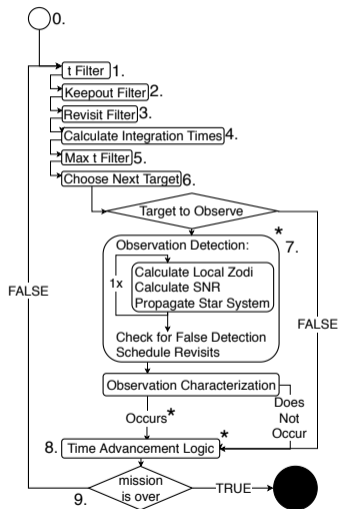 0.
t Filter 1.
Keepout Filter 2.
Revisit Filter 3.
Calculate Integration Times 4.
Max t Filter 5.
Choose Next Target 6.
Target to Observe
*
7.
Observation Detection:
1x
Calculate Local Zodi
Calculate SNR
Propagate Star System
Check for False Detection
Schedule Revisits
FALSE
FALSE
Observation Characterization
Occurs*
Does
Not
Occur
*
8. Time Advancement Logic
mission
is over
9.
TRUE